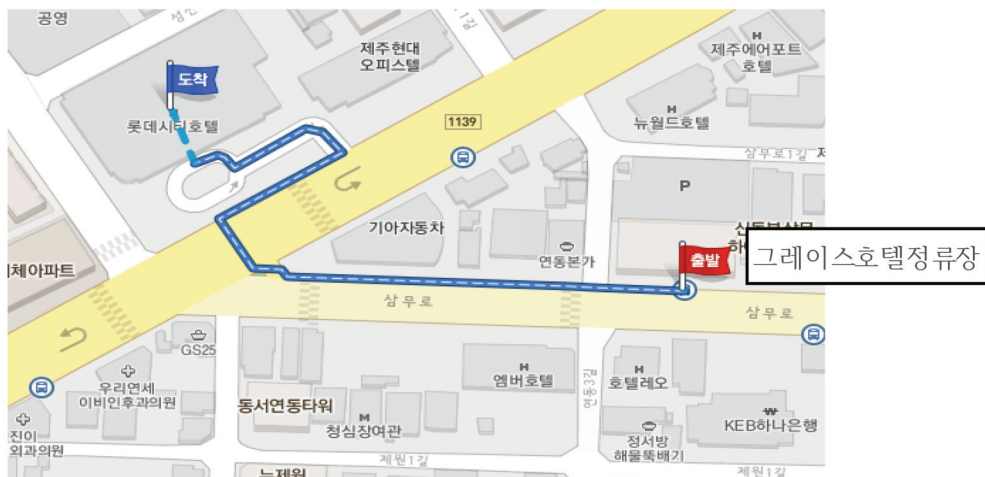 공영
제주현대
오피스텔
제주에어포트
호텔
도착
롯데시티호텔
1139
뉴월드호텔
삼무로1길
P
기아자동차
연동본가
출발
그레이스호텔정류장
삼무로
삼무로
GS25
우리연세
이비인후과의원
엠버호텔
연동3길
호텔레오
동서연동타워
청심장여관
KEB하나은행
정서방
해물뚝배기
진이
외과의원
제원1길
제원1길